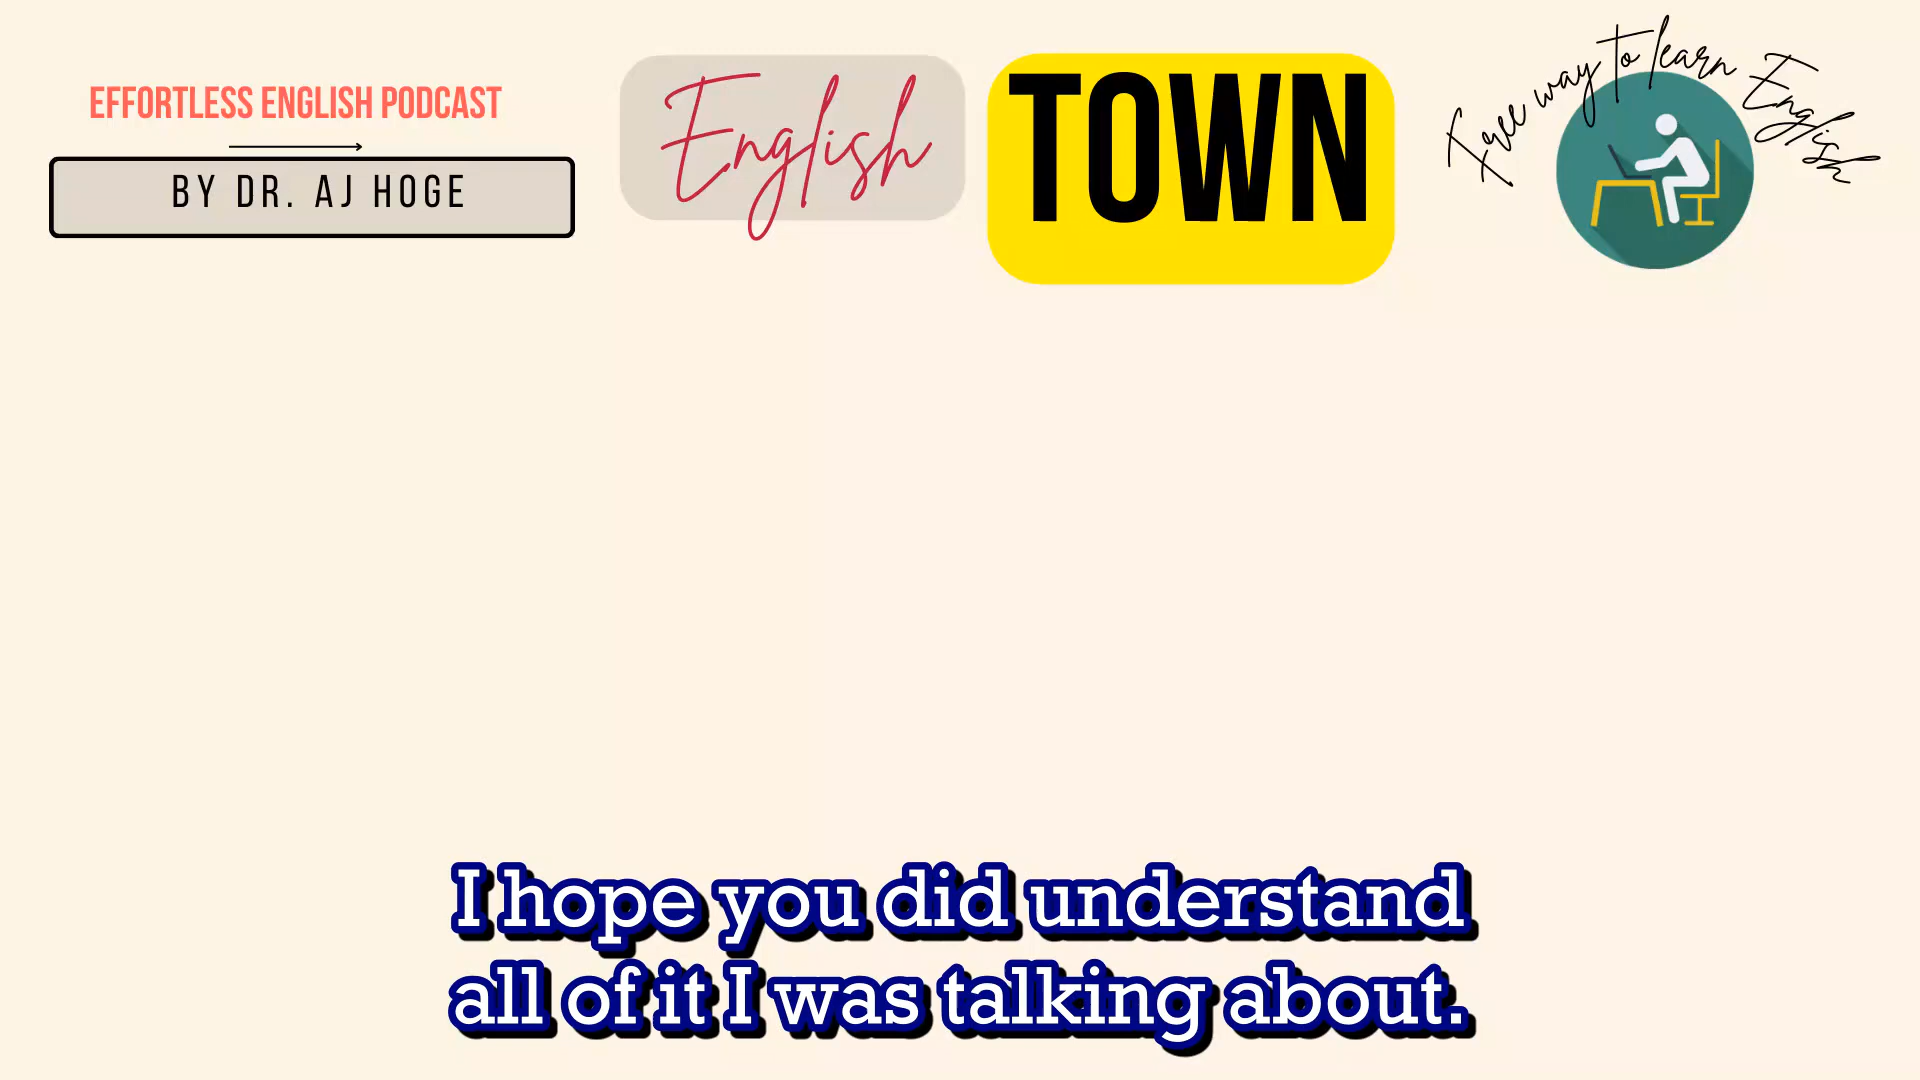 EFFORTLESS ENGLISH PODCAST
BY DR. AJ HOGE
English
TOWN
Free way to learn English
I hope you did understand
all of it I was talking about.